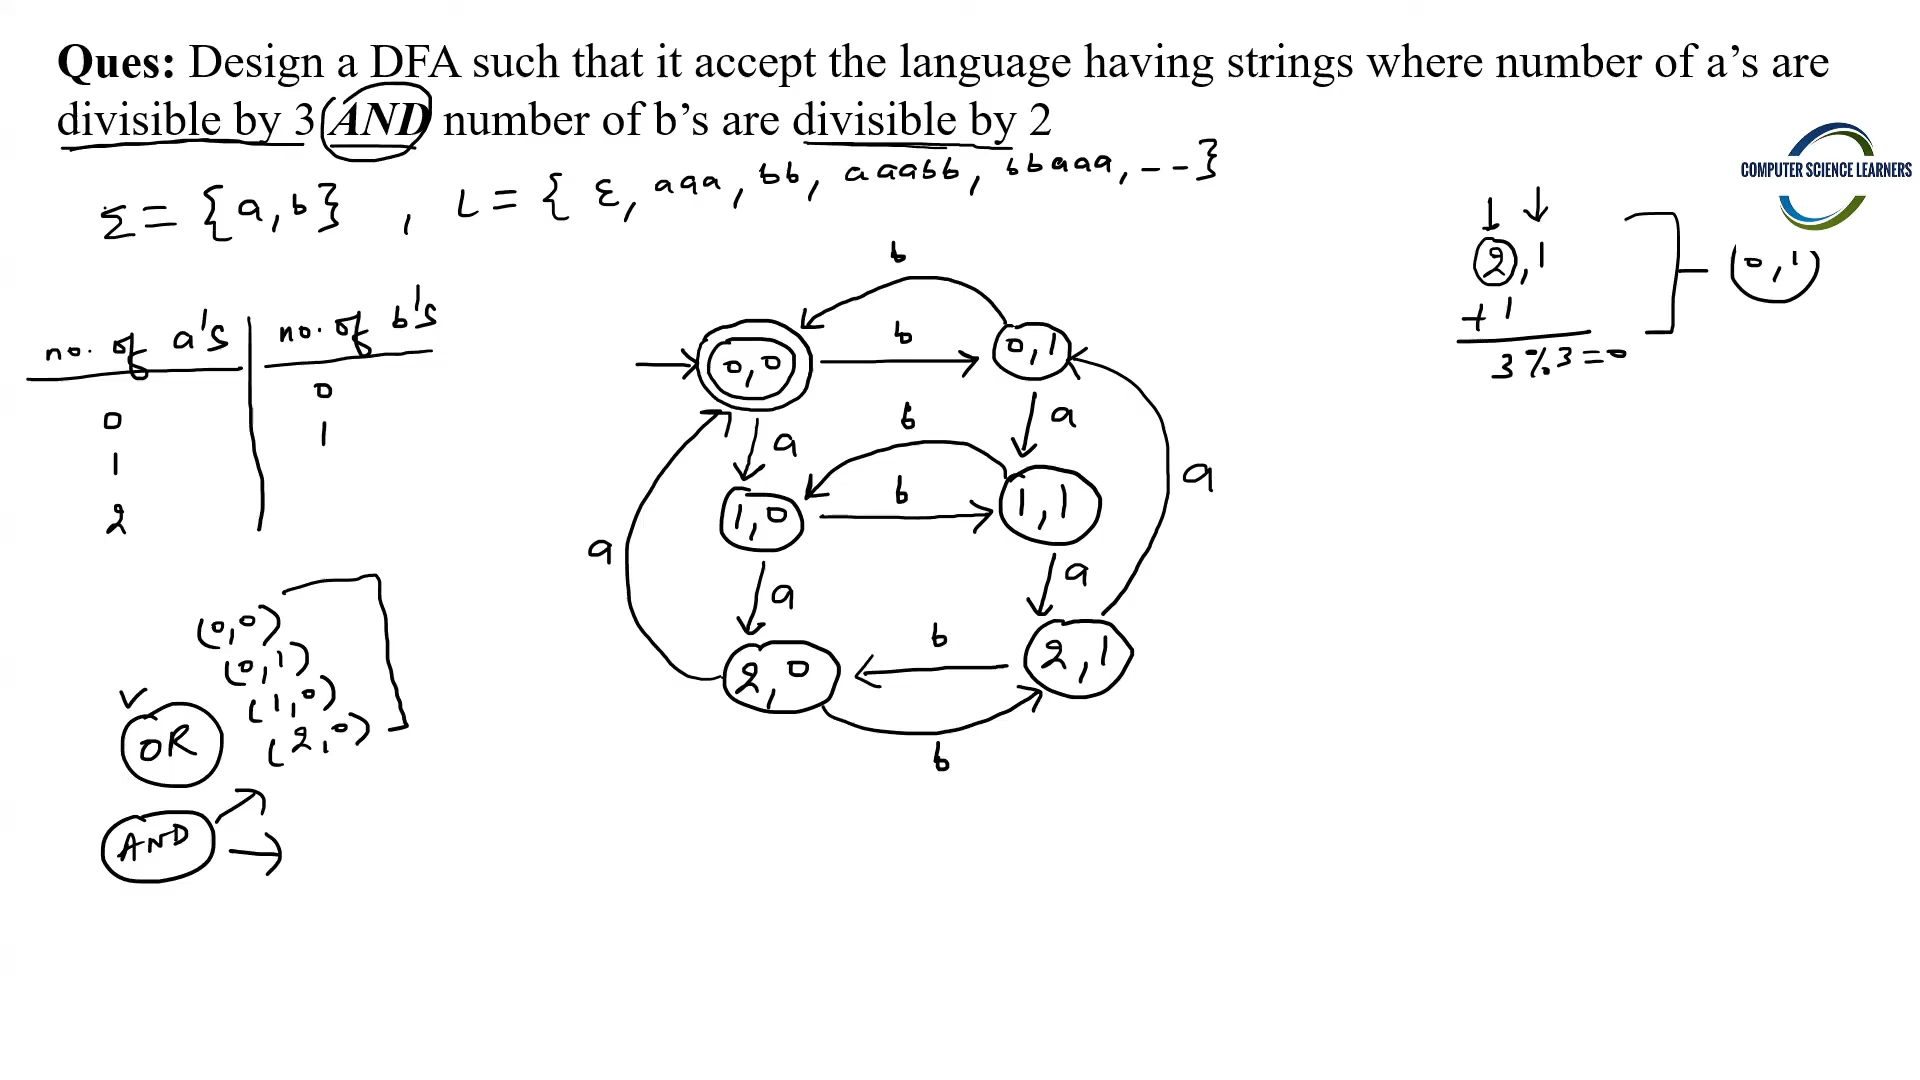 Ques: Design a DFA such that it accept the language having strings where number of a's are
divisible by 3 AND number of b's are divisible by 2
COMPUTER SCIENCE LEARNERS
Σ = {a, b} , L = { ε, aaa, bb, aaabb, bbaaa, -- }
no. of a's no. of b's
0 0
1 1
2
(0,0)
(0,1)
(1,0)
(2,0)
OR
AND
b
0,0 b 0,1
a b a
1,0 b 1,1
a a a a
2,0 b 2,1
b
2,1
+1
3%3=0
(0,1)